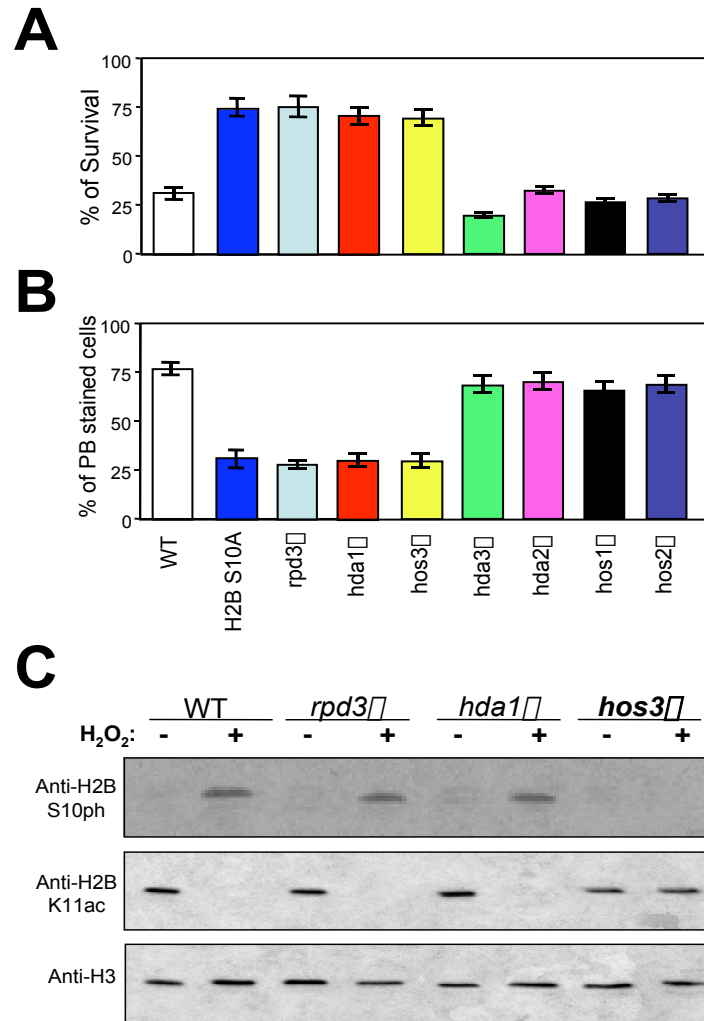 A
% of Survival
100
75
50
25
0
B
% of PB stained cells
100
75
50
25
0
WT
H2B S10A
rpd3▯
hda1▯
hos3▯
hda3▯
hda2▯
hos1▯
hos2▯
C
WT rpd3▯ hda1▯ hos3▯
H₂O₂: - + - + - + - +
Anti-H2B
S10ph
Anti-H2B
K11ac
Anti-H3